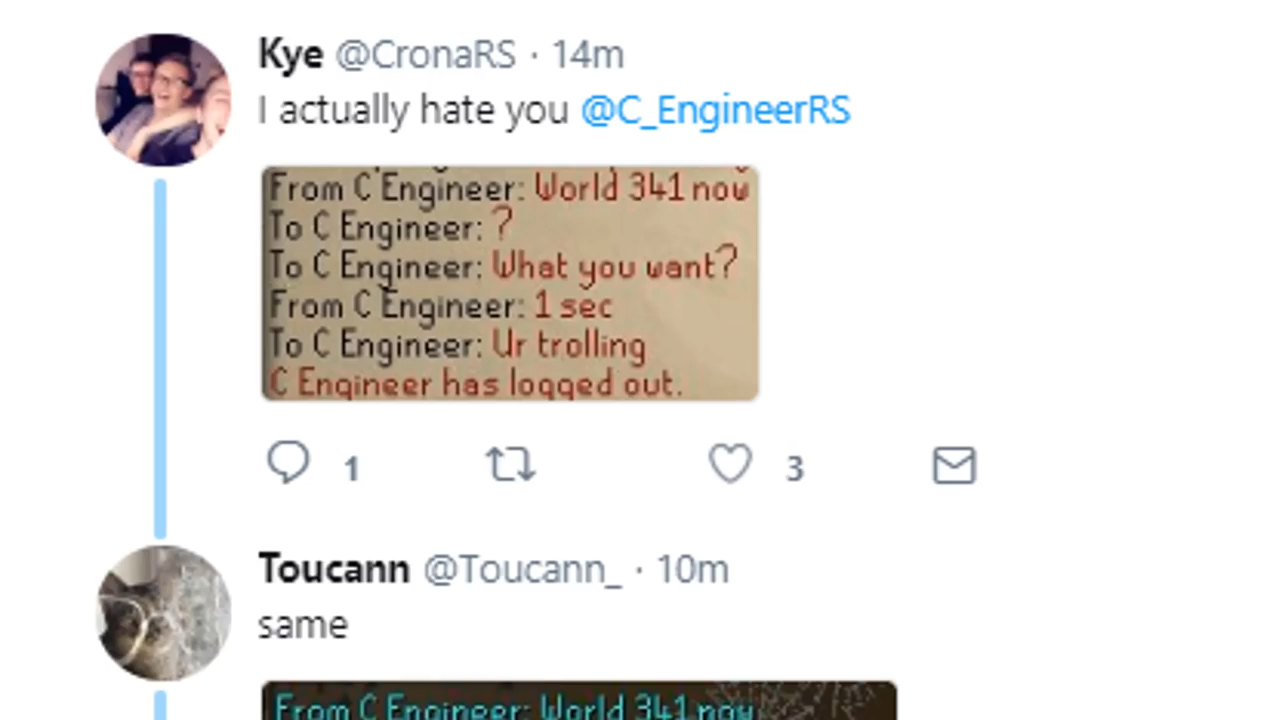 Kye @CronaRS · 14m
I actually hate you @C_EngineerRS
From C Engineer: World 341 now
To C Engineer: ?
To C Engineer: What you want?
From C Engineer: 1 sec
To C Engineer: Ur trolling
C Engineer has logged out.
1 3
Toucann @Toucann_ · 10m
same
From C Engineer: World 341 now